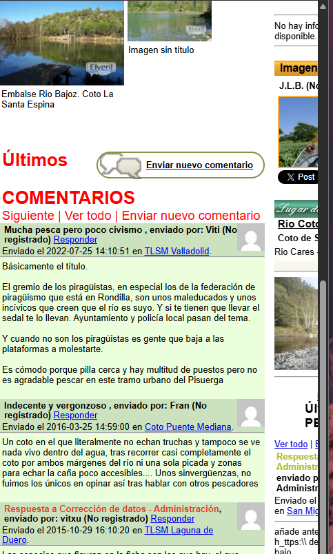 Elveril
Embalse Rio Bajoz. Coto La
Santa Espina
Imagen sin título
Últimos
Enviar nuevo comentario
COMENTARIOS
Siguiente | Ver todo | Enviar nuevo comentario
Mucha pesca pero poco civismo , enviado por: Viti (No
registrado) Responder
Enviado el 2022-07-25 14:10:51 en TLSM Valladolid.
Básicamente el título.
El gremio de los piragüistas, en especial los de la federación de
piragüismo que está en Rondilla, son unos maleducados y unos
incívicos que creen que el río es suyo. Y si te tienen que llevar el
sedal te lo llevan. Ayuntamiento y policía local pasan del tema.
Y cuando no son los piragüistas es gente que baja a las
plataformas a molestarte.
Es cómodo porque pilla cerca y hay multitud de puestos pero no
es agradable pescar en este tramo urbano del Pisuerga
Indecente y vergonzoso , enviado por: Fran (No
registrado) Responder
Enviado el 2016-03-25 14:59:00 en Coto Puente Mediana.
Un coto en el que literalmente no echan truchas y tampoco se ve
nada vivo dentro del agua, tras recorrer casi completamente el
coto por ambos márgenes del río ni una sola picada y zonas
para echar la caña poco accesibles.... Unos sinvergüenzas, no
fuimos los únicos en opinar así tras hablar con otros pescadores
Respuesta a Corrección de datos - Administración,
enviado por: vitxu (No registrado) Responder
Enviado el 2015-10-29 16:10.20 en TLSM Laguna de
Duero.
No hay info
disponible.
Imagen
J.L.B. (No
Post
Lugar d
Rio Coto
Coto de S
Rio Cares -
ÚL
PE
Ver todo | E
Respuesta
Administra
enviado por
Administra
Enviado el
en San Mig
añade ante
h_ttps:\\ de
bajo